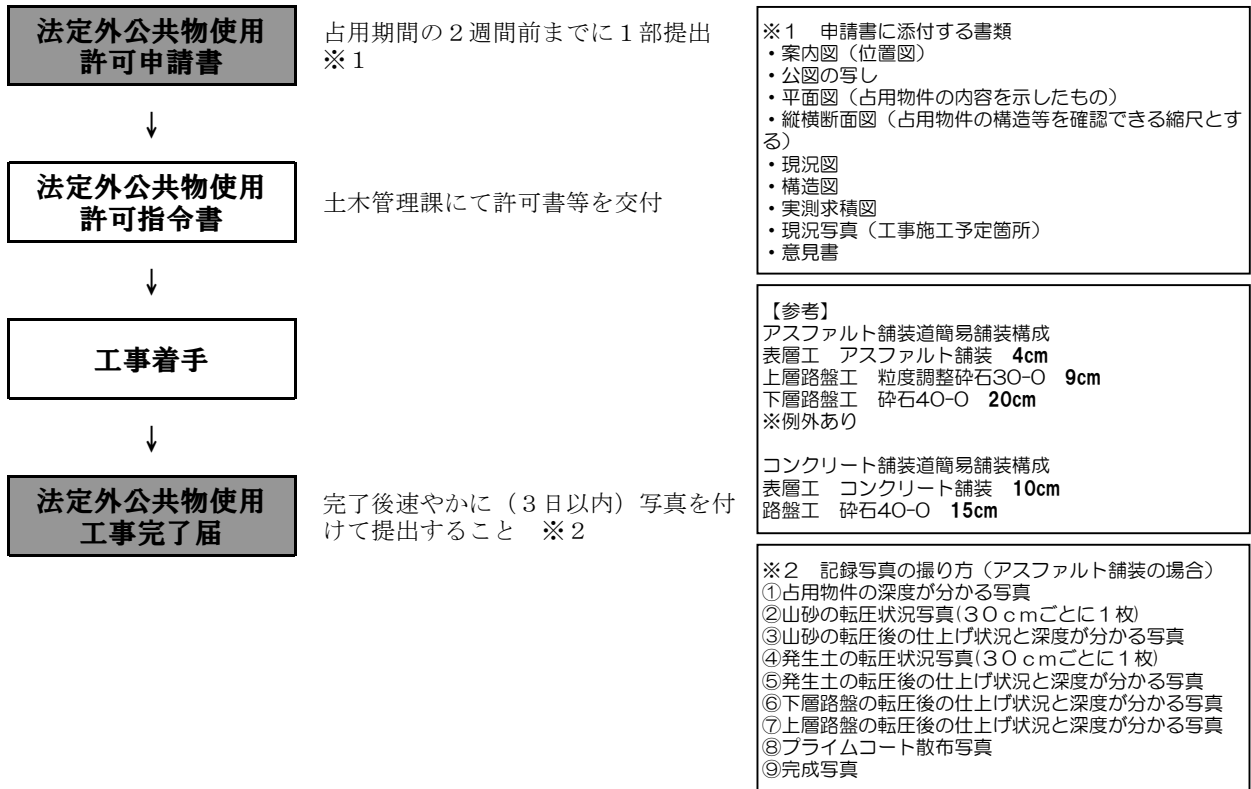 法定外公共物使用
許可申請書
占用期間の２週間前までに１部提出
※１
↓
法定外公共物使用
許可指令書
土木管理課にて許可書等を交付
↓
工事着手
↓
法定外公共物使用
工事完了届
完了後速やかに（３日以内）写真を付
けて提出すること　※２
※１　申請書に添付する書類
・案内図（位置図）
・公図の写し
・平面図（占用物件の内容を示したもの）
・縦横断面図（占用物件の構造等を確認できる縮尺とす
る）
・現況図
・構造図
・実測求積図
・現況写真（工事施工予定箇所）
・意見書
【参考】
アスファルト舗装道簡易舗装構成
表層工　アスファルト舗装　4cm
上層路盤工　粒度調整砕石30-0　9cm
下層路盤工　砕石40-0　20cm
※例外あり
コンクリート舗装道簡易舗装構成
表層工　コンクリート舗装　10cm
路盤工　砕石40-0　15cm
※２　記録写真の撮り方（アスファルト舗装の場合）
①占用物件の深度が分かる写真
②山砂の転圧状況写真(３０ｃｍごとに１枚)
③山砂の転圧後の仕上げ状況と深度が分かる写真
④発生土の転圧状況写真(３０ｃｍごとに１枚)
⑤発生土の転圧後の仕上げ状況と深度が分かる写真
⑥下層路盤の転圧後の仕上げ状況と深度が分かる写真
⑦上層路盤の転圧後の仕上げ状況と深度が分かる写真
⑧プライムコート散布写真
⑨完成写真